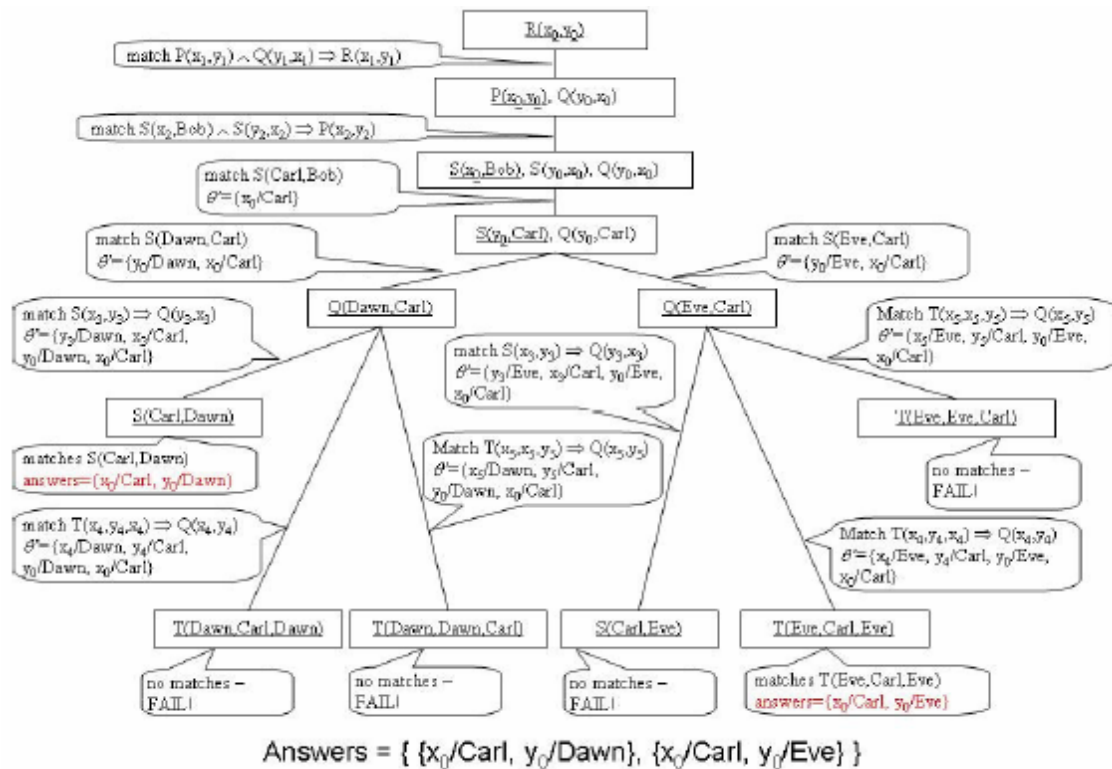 R(x₀,y₀)
match P(x₁,y₁) ∧ Q(y₁,x₁) ⇒ R(x₁,y₁)
P(x₀,y₀), Q(y₀,x₀)
match S(x₂,Bob) ∧ S(y₂,x₂) ⇒ P(x₂,y₂)
S(x₀,Bob), S(y₀,x₀), Q(y₀,x₀)
match S(Carl,Bob)
θ'={x₀/Carl}
S(y₀,Carl), Q(y₀,Carl)
match S(Dawn,Carl)
θ'={y₀/Dawn, x₀/Carl}
match S(Eve,Carl)
θ'={y₀/Eve, x₀/Carl}
Q(Dawn,Carl)
Q(Eve,Carl)
match S(x₃,y₃) ⇒ Q(y₃,x₃)
θ'={y₃/Dawn, x₃/Carl,
y₀/Dawn, x₀/Carl}
match S(x₃,y₃) ⇒ Q(y₃,x₃)
θ'={y₃/Eve, x₃/Carl, y₀/Eve,
x₀/Carl}
Match T(x₅,x₅,y₅) ⇒ Q(x₅,y₅)
θ'={x₅/Eve, y₅/Carl, y₀/Eve,
x₀/Carl}
S(Carl,Dawn)
T(Eve,Eve,Carl)
matches S(Carl,Dawn)
answers={x₀/Carl, y₀/Dawn}
Match T(x₅,x₅,y₅) ⇒ Q(x₅,y₅)
θ'={x₅/Dawn, y₅/Carl,
y₀/Dawn, x₀/Carl}
no matches –
FAIL!
match T(x₄,y₄,x₄) ⇒ Q(x₄,y₄)
θ'={x₄/Dawn, y₄/Carl,
y₀/Dawn, x₀/Carl}
Match T(x₄,y₄,x₄) ⇒ Q(x₄,y₄)
θ'={x₄/Eve, y₄/Carl, y₀/Eve,
x₀/Carl}
T(Dawn,Carl,Dawn)
T(Dawn,Dawn,Carl)
S(Carl,Eve)
T(Eve,Carl,Eve)
no matches –
FAIL!
no matches –
FAIL!
no matches –
FAIL!
matches T(Eve,Carl,Eve)
answers={x₀/Carl, y₀/Eve}
Answers = { {x₀/Carl, y₀/Dawn}, {x₀/Carl, y₀/Eve} }